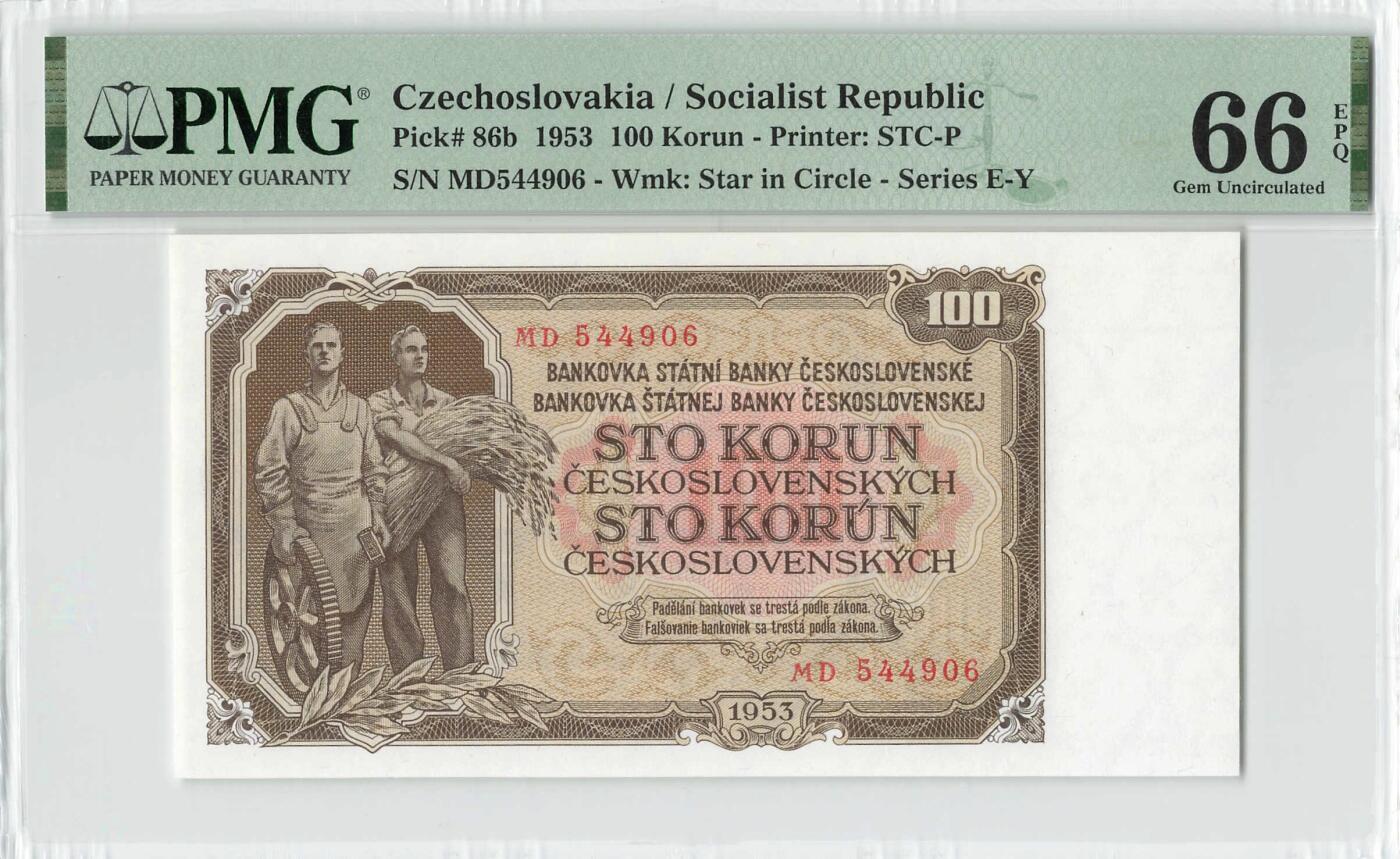 PMG®
PAPER MONEY GUARANTY
Czechoslovakia / Socialist Republic
Pick# 86b 1953 100 Korun - Printer: STC-P
S/N MD544906 - Wmk: Star in Circle - Series E-Y
66
EPQ
Gem Uncirculated
100
MD 544906
BANKOVKA STÁTNÍ BANKY ČESKOSLOVENSKÉ
BANKOVKA ŠTÁTNEJ BANKY ČESKOSLOVENSKEJ
STO KORUN
ČESKOSLOVENSKÝCH
STO KORÚN
ČESKOSLOVENSKÝCH
Padělání bankovek se trestá podle zákona.
Falšovanie bankoviek sa trestá podľa zákona.
MD 544906
1953